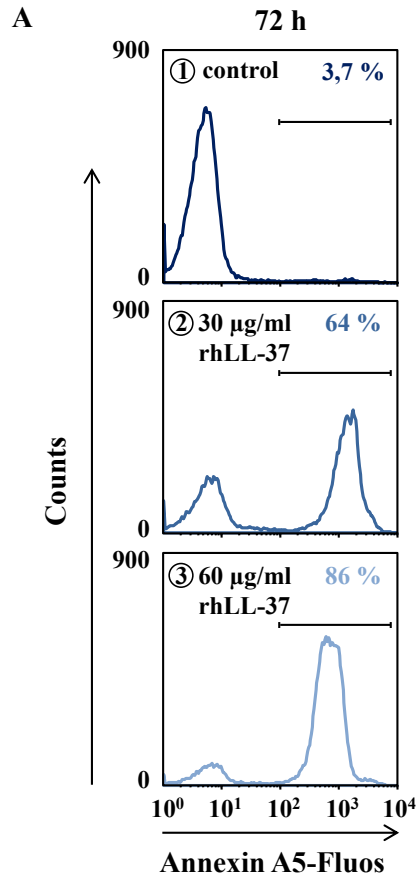 A
72 h
900
① control 3,7 %
0
900
② 30 µg/ml 64 %
rhLL-37
0
900
③ 60 µg/ml 86 %
rhLL-37
0
Counts
10⁰ 10¹ 10² 10³ 10⁴
Annexin A5-Fluos